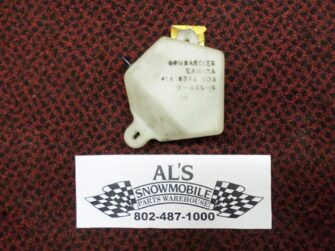 BOMBARDIER
CANADA
AL'S
SNOWMOBILE
PARTS WAREHOUSE
802-487-1000